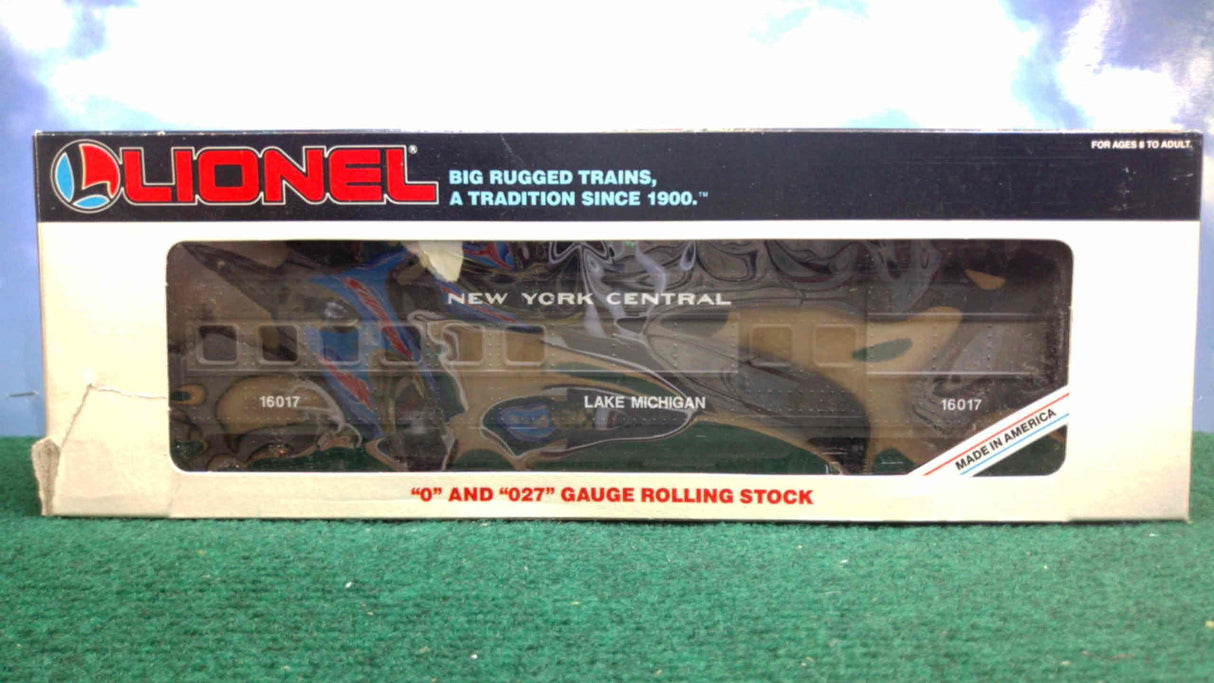 LIONEL®
BIG RUGGED TRAINS,
A TRADITION SINCE 1900.™
FOR AGES 8 TO ADULT.
NEW YORK CENTRAL
16017
LAKE MICHIGAN
16017
MADE IN AMERICA
“O” AND “027” GAUGE ROLLING STOCK